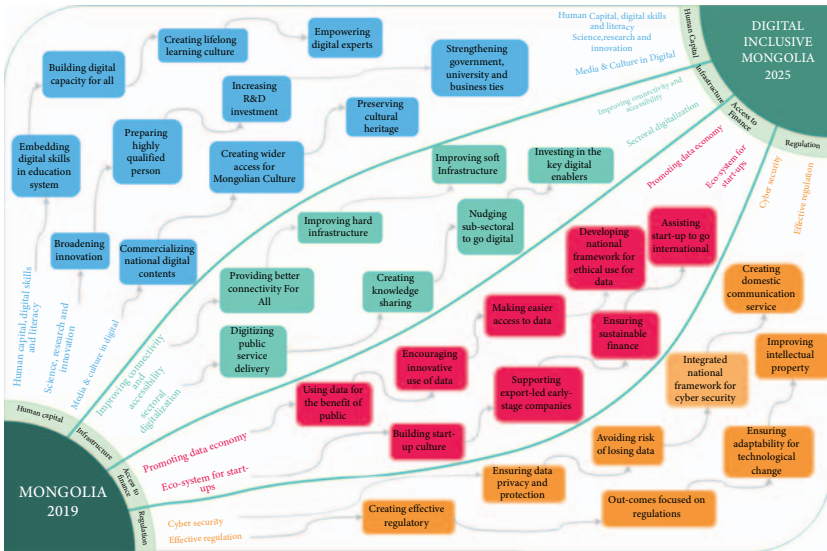 Human Capital, digital skills
and literacy
Science,research and
innovation
Media & Culture in Digital
Human Capital
DIGITAL
INCLUSIVE
MONGOLIA
2025
Infrastructure
Access to
Finance
Regulation
Improving connectivity and
accessibility
Sectoral digitalization
Promoting data economy
Eco-system for
start-ups
Cyber security
Effective regulation
Empowering
digital experts
Creating lifelong
learning culture
Building digital
capacity for all
Embedding
digital skills
in education
system
Strengthening
government,
university and
business ties
Increasing
R&D
investment
Preparing
highly
qualified
person
Broadening
innovation
Preserving
cultural
heritage
Creating wider
access for
Mongolian Culture
Commercializing
national digital
contents
Improving soft
Infrastructure
Improving hard
infrastructure
Providing better
connectivity For
All
Investing in the
key digital
enablers
Nudging
sub-sectoral
to go digital
Creating
knowledge
sharing
Digitizing
public
service
delivery
Developing
national
framework for
ethical use for
data
Making easier
access to data
Encouraging
innovative
use of data
Using data for
the benefit of
public
Assisting
start-up to go
international
Ensuring
sustainable
finance
Supporting
export-led early-
stage companies
Building start-
up culture
Creating
domestic
communication
service
Integrated
national
framework for
cyber security
Avoiding risk
of losing data
Ensuring data
privacy and
protection
Improving
intellectual
property
Ensuring
adaptability for
technological
change
Out-comes focused on
regulations
Creating effective
regulatory
Human capital, digital skills
and literacy
Science, research and
innovation
Media & culture in digital
Improving connectivity
and
accessibility
sectoral
digitalization
Promoting data economy
Eco-system for start-
ups
Cyber security
Effective regulation
Human capital
Infrastructure
Access to
finance
Regulation
MONGOLIA
2019